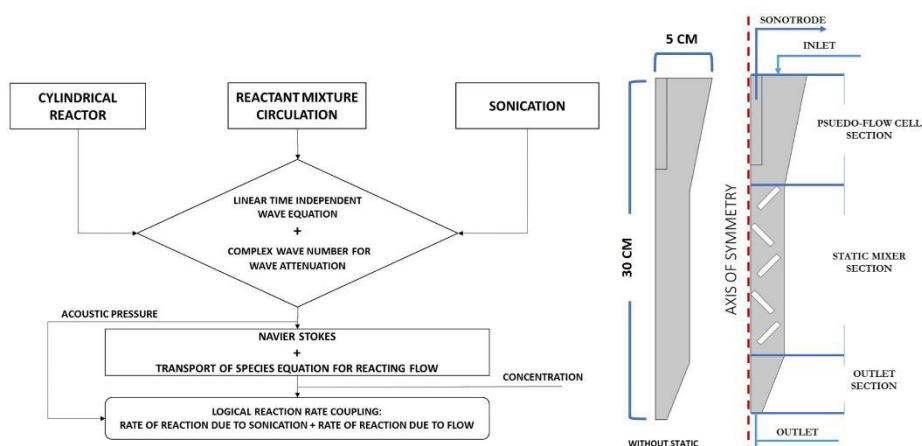 CYLINDRICAL
REACTOR
REACTANT MIXTURE
CIRCULATION
SONICATION
LINEAR TIME INDEPENDENT
WAVE EQUATION
+
COMPLEX WAVE NUMBER FOR
WAVE ATTENUATION
ACOUSTIC PRESSURE
NAVIER STOKES
+
TRANSPORT OF SPECIES EQUATION FOR REACTING FLOW
CONCENTRATION
LOGICAL REACTION RATE COUPLING:
RATE OF REACTION DUE TO SONICATION + RATE OF REACTION DUE TO FLOW
5 CM
30 CM
WITHOUT STATIC
SONOTRODE
INLET
PSUEDO-FLOW CELL
SECTION
AXIS OF SYMMETRY
STATIC MIXER
SECTION
OUTLET
SECTION
OUTLET